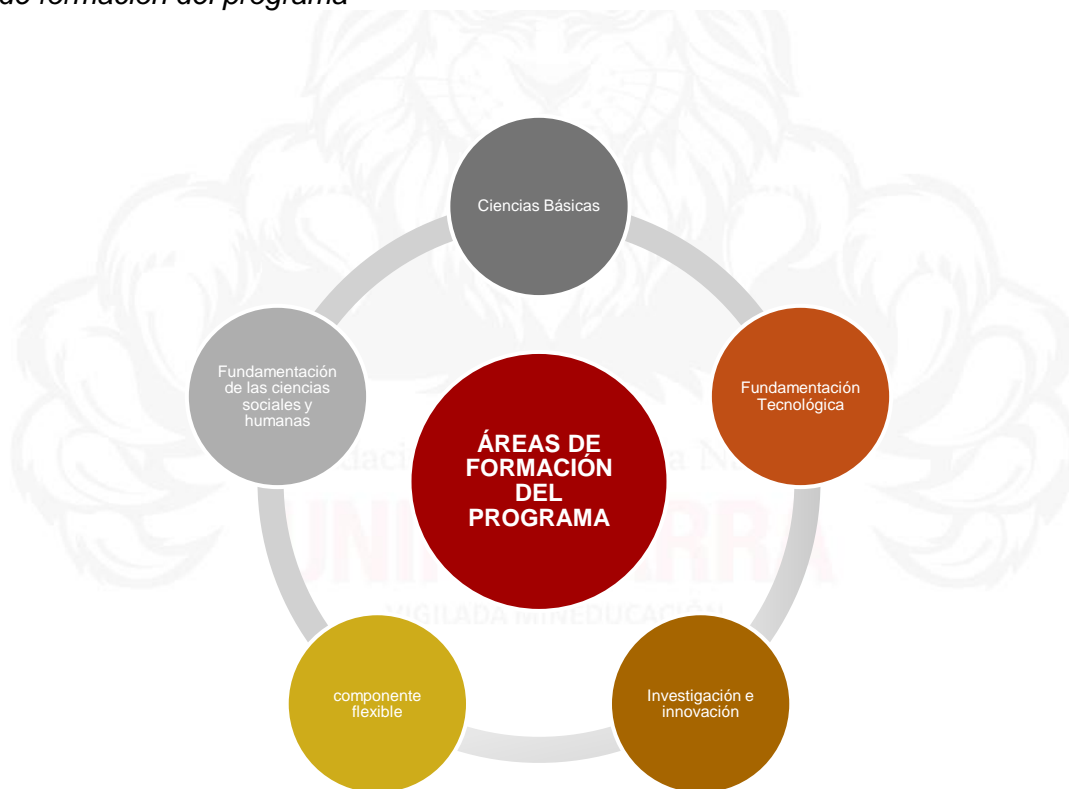 de formación del programa
Ciencias Básicas
Fundamentación
Tecnológica
Investigación e
innovación
componente
flexible
Fundamentación
de las ciencias
sociales y
humanas
ÁREAS DE
FORMACIÓN
DEL
PROGRAMA
VIGILADA MINEDUCACIÓN